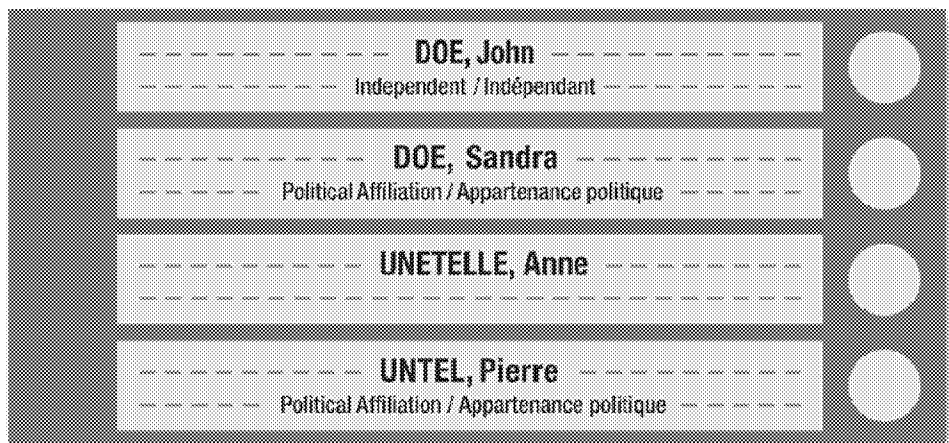 DOE, John
Independent / Indépendant
DOE, Sandra
Political Affiliation / Appartenance politique
UNETELLE, Anne
UNTEL, Pierre
Political Affiliation / Appartenance politique